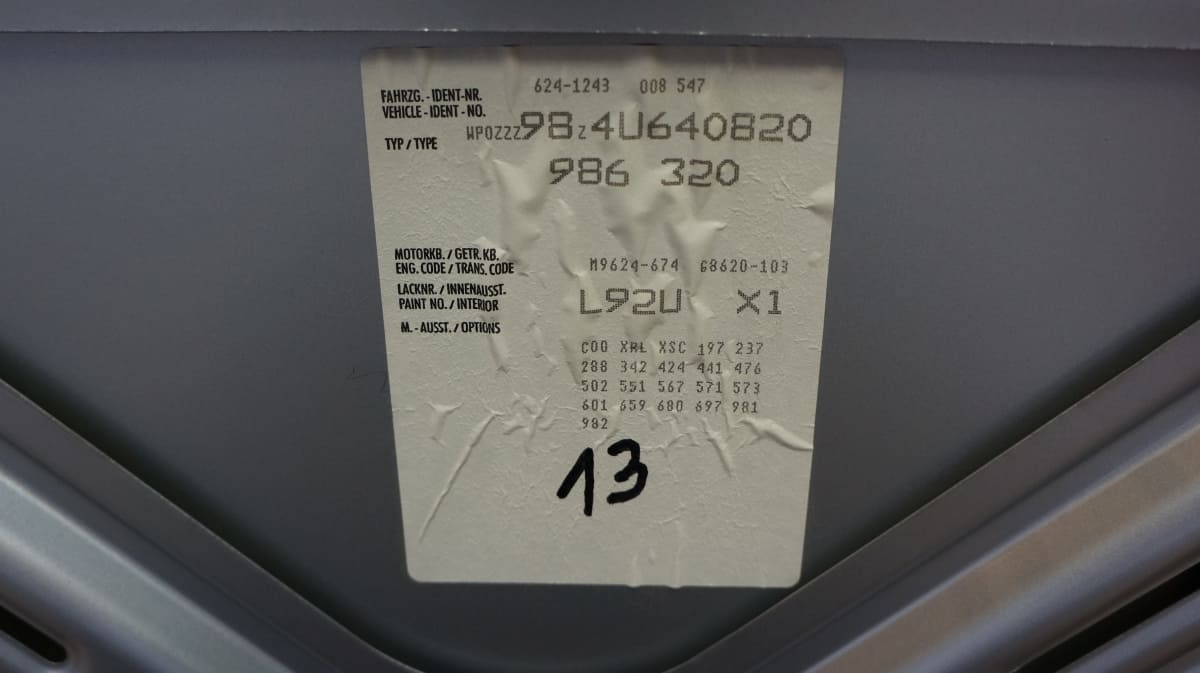 624-1243 008 547
FAHRZG.-IDENT-NR.
VEHICLE-IDENT-NO.
WP0ZZZ98Z4U640820
TYP / TYPE
986 320
MOTORKB. / GETR.KB.
ENG. CODE / TRANS. CODE
M9624-674 G8620-103
LACKNR. / INNENAUSST.
PAINT NO. / INTERIOR
L92U X1
M.-AUSST. / OPTIONS
C00 XRL XSC 197 237
288 342 424 441 476
502 551 567 571 573
601 659 680 697 981
982
13